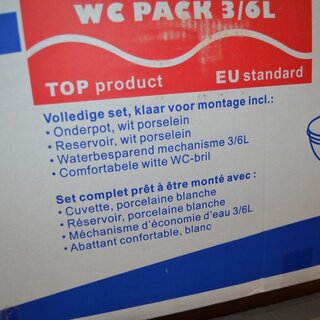 WC PACK 3/6L
TOP product EU standard
Volledige set, klaar voor montage incl.:
• Onderpot, wit porselein
• Reservoir, wit porselein
• Waterbesparend mechanisme 3/6L
• Comfortabele witte WC-bril
Set complet prêt à être monté avec :
• Cuvette, porcelaine blanche
• Réservoir, porcelaine blanche
• Méchanisme d'économie d'eau 3/6L
• Abattant confortable, blanc